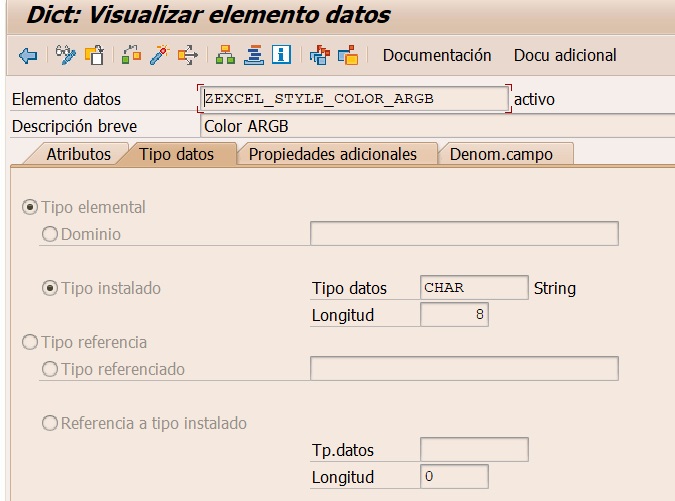 Dict: Visualizar elemento datos
Documentación Docu adicional
Elemento datos ZEXCEL_STYLE_COLOR_ARGB activo
Descripción breve Color ARGB
Atributos Tipo datos Propiedades adicionales Denom.campo
Tipo elemental
Dominio
Tipo instalado Tipo datos CHAR String
Longitud 8
Tipo referencia
Tipo referenciado
Referencia a tipo instalado
Tp.datos
Longitud 0